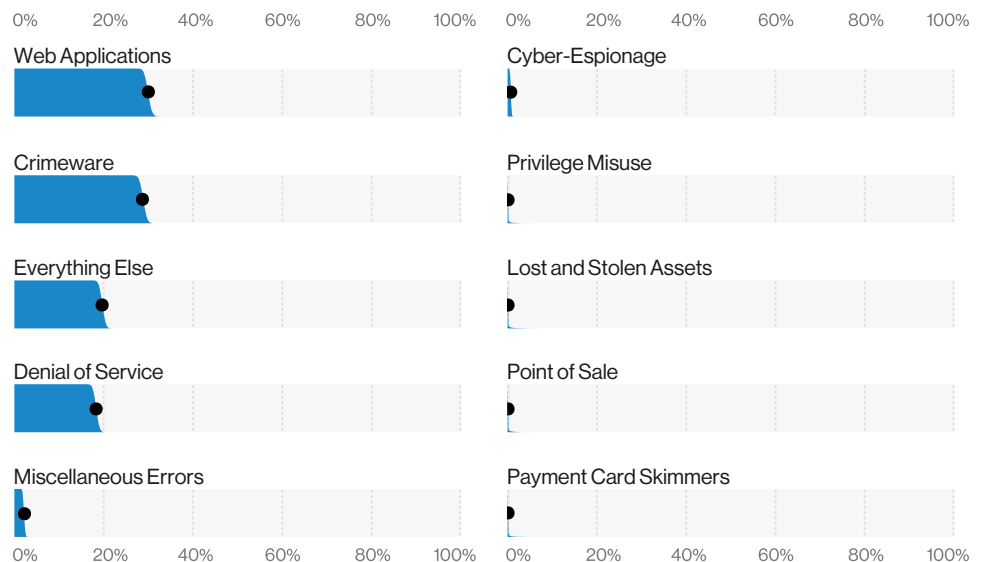 0% 20% 40% 60% 80% 100%
0% 20% 40% 60% 80% 100%
Web Applications
Crimeware
Everything Else
Denial of Service
Miscellaneous Errors
0% 20% 40% 60% 80% 100%
Cyber-Espionage
Privilege Misuse
Lost and Stolen Assets
Point of Sale
Payment Card Skimmers
0% 20% 40% 60% 80% 100%